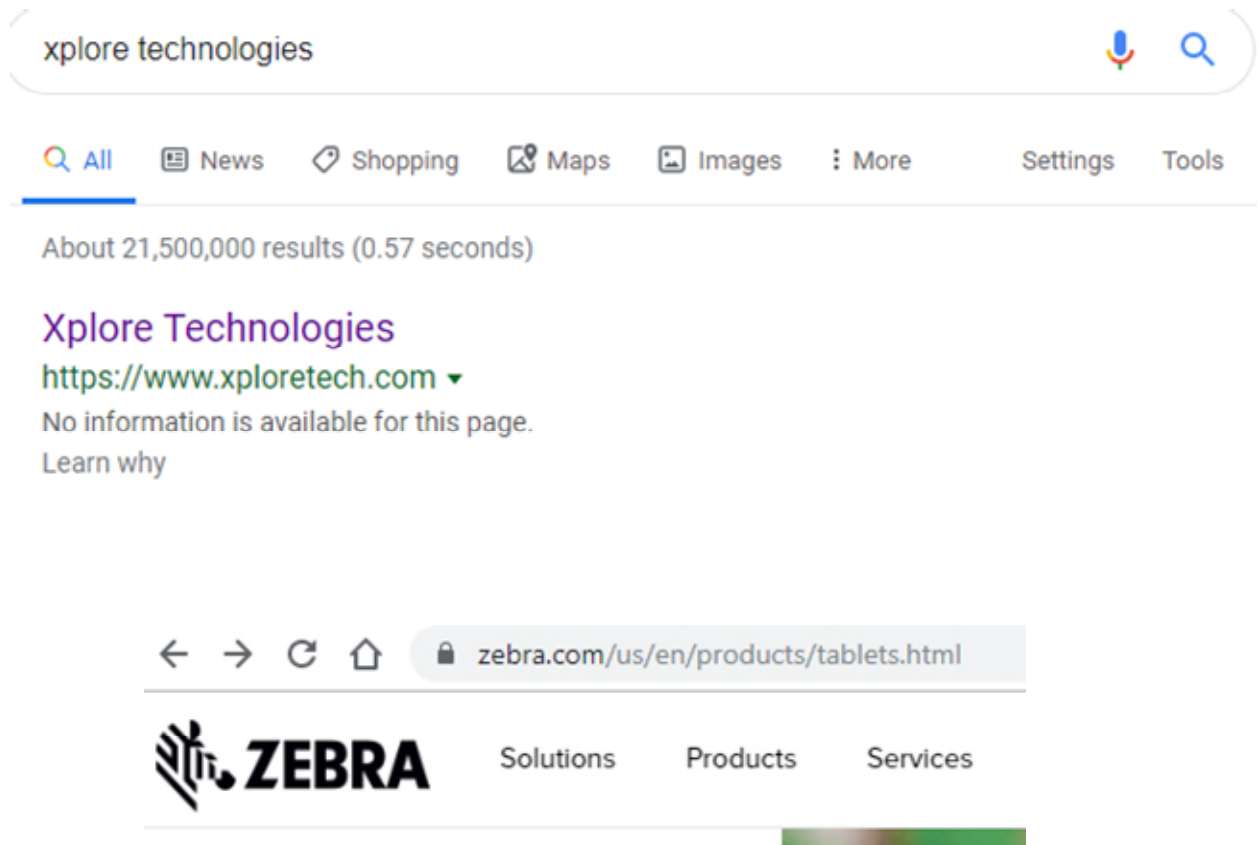 xplore technologies
All News Shopping Maps Images More Settings Tools
About 21,500,000 results (0.57 seconds)
Xplore Technologies
https://www.xploretech.com
No information is available for this page.
Learn why
zebra.com/us/en/products/tablets.html
ZEBRA Solutions Products Services